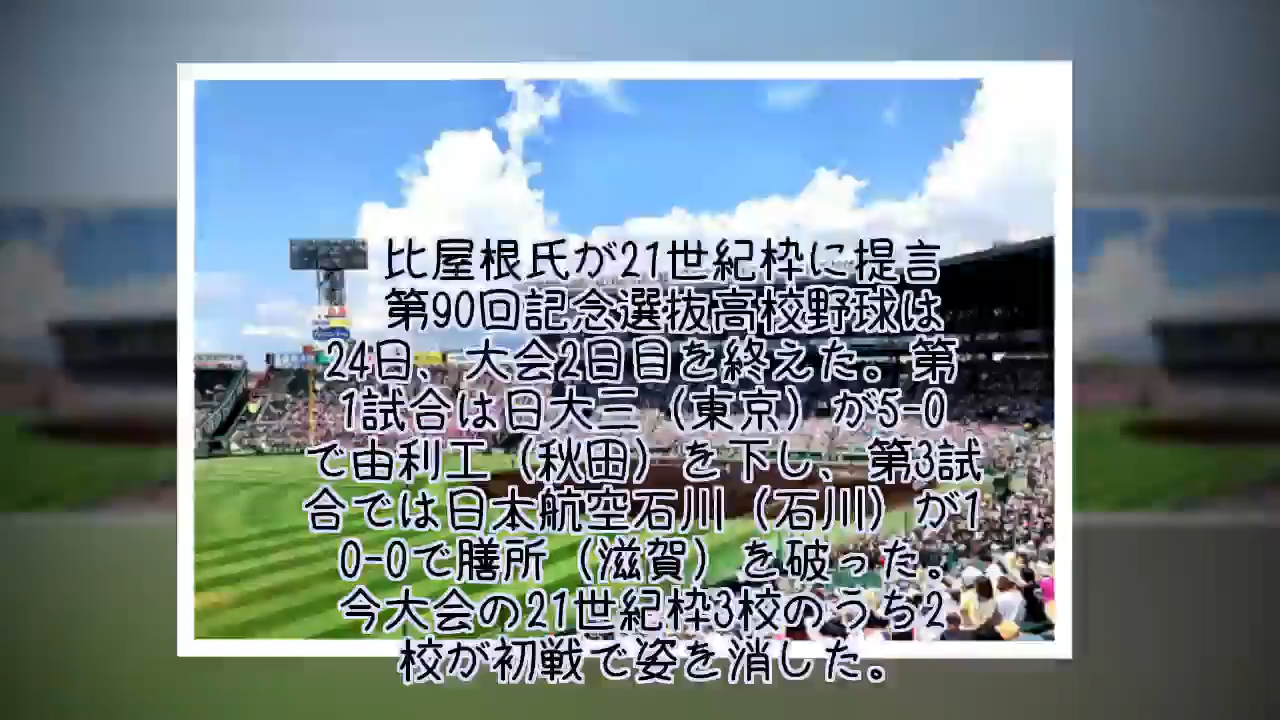 比屋根氏が21世紀枠に提言
第90回記念選抜高校野球は
24日、大会2日目を終えた。第
1試合は日大三（東京）が5-0
で由利工（秋田）を下し、第3試
合では日本航空石川（石川）が1
0-0で膳所（滋賀）を破った。
今大会の21世紀枠3校のうち2
校が初戦で姿を消した。